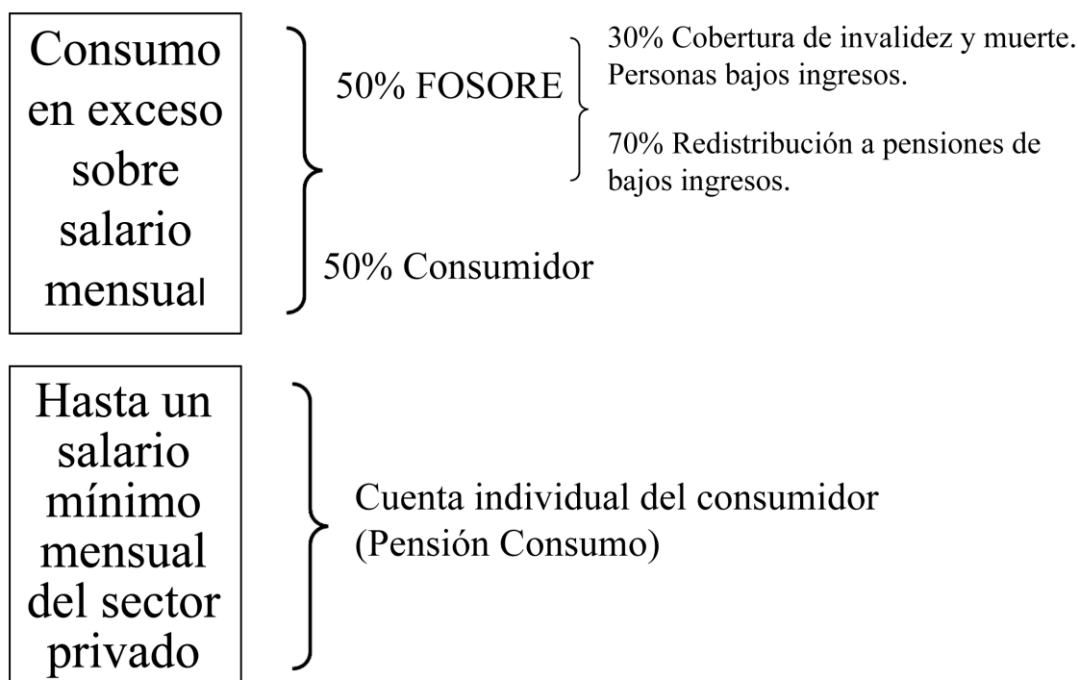 Consumo
en exceso
sobre
salario
mensual
50% FOSORE
30% Cobertura de invalidez y muerte.
Personas bajos ingresos.
70% Redistribución a pensiones de
bajos ingresos.
50% Consumidor
Hasta un
salario
mínimo
mensual
del sector
privado
Cuenta individual del consumidor
(Pensión Consumo)